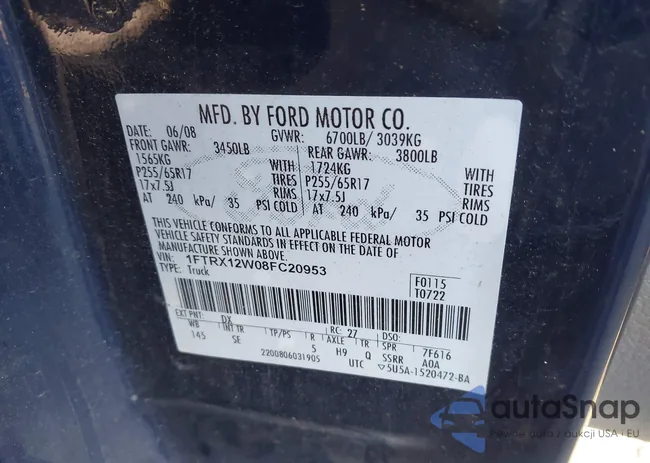 MFD. BY FORD MOTOR CO.
DATE: 06/08 GVWR: 6700LB/ 3039KG
FRONT GAWR: 3450LB REAR GAWR: 3800LB
1565KG 1724KG
P255/65R17 TIRES P255/65R17 TIRES
17x7.5J RIMS 17x7.5J RIMS
AT 240 kPa/ 35 PSI COLD AT 240 kPa/ 35 PSI COLD
THIS VEHICLE CONFORMS TO ALL APPLICABLE FEDERAL MOTOR
VEHICLE SAFETY STANDARDS IN EFFECT ON THE DATE OF
MANUFACTURE SHOWN ABOVE.
VIN: 1FTRX12W08FC20953
TYPE: Truck
F0115
T0722
EXT PNT: DX RC: 27 DSO:
WB INT TR TP/PS R AXLE TR SPR 7F616
145 SE 5 H9 Q SSRR A0A
2200806031905 UTC ▽5U5A-1520472-BA
autoSnap
Pewne auta z aukcji USA - EU